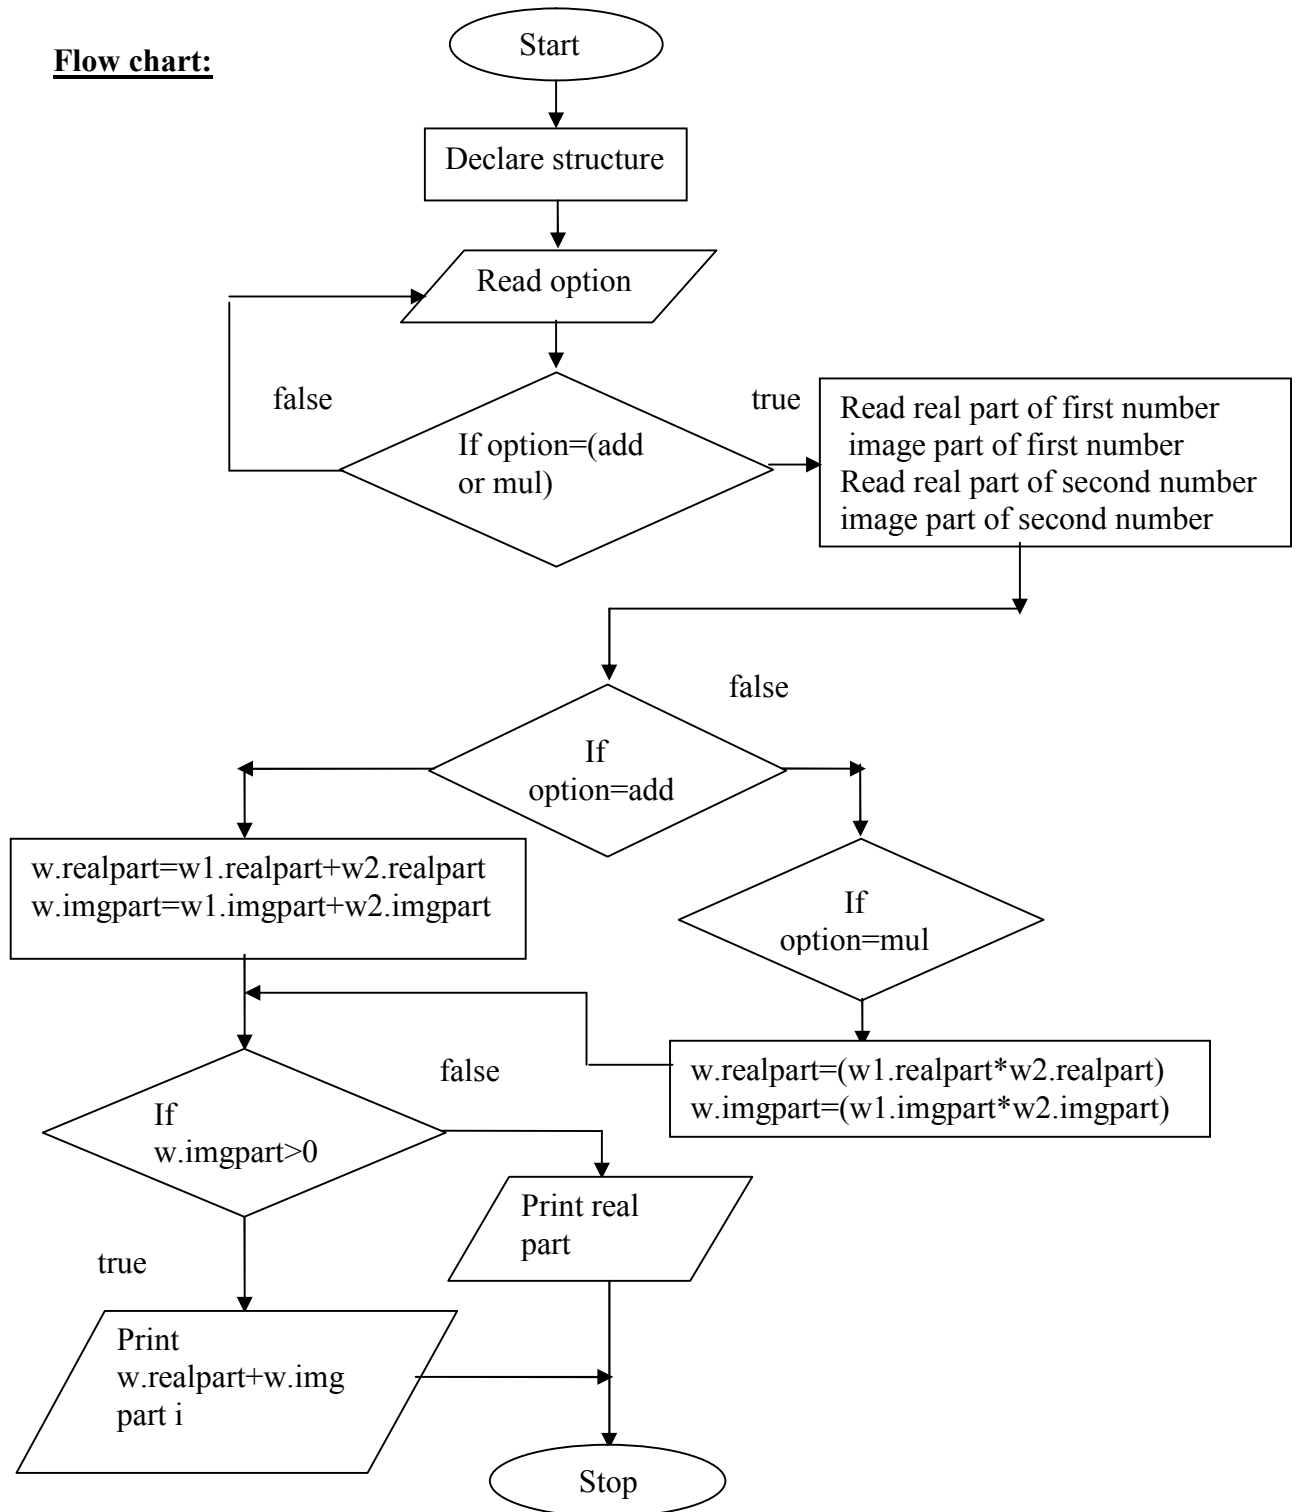 Flow chart:
Start
Declare structure
Read option
false
true
If option=(add
or mul)
Read real part of first number
image part of first number
Read real part of second number
image part of second number
false
If
option=add
w.realpart=w1.realpart+w2.realpart
w.imgpart=w1.imgpart+w2.imgpart
If
option=mul
false
w.realpart=(w1.realpart*w2.realpart)
w.imgpart=(w1.imgpart*w2.imgpart)
If
w.imgpart>0
Print real
part
true
Print
w.realpart+w.img
part i
Stop